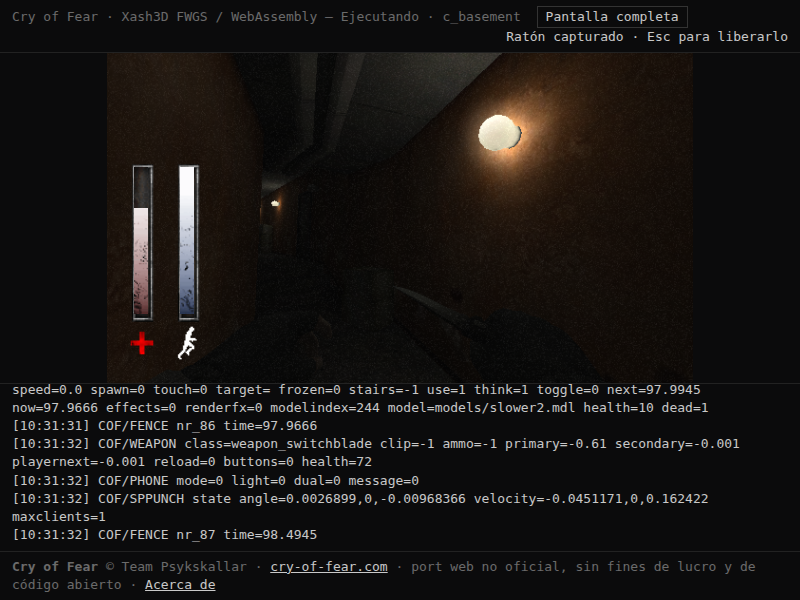 Cry of Fear · Xash3D FWGS / WebAssembly — Ejecutando · c_basement
Pantalla completa
Ratón capturado · Esc para liberarlo
speed=0.0 spawn=0 touch=0 target= frozen=0 stairs=-1 use=1 think=1 toggle=0 next=97.9945
now=97.9666 effects=0 renderfx=0 modelindex=244 model=models/slower2.mdl health=10 dead=1
[10:31:31] COF/FENCE nr_86 time=97.9666
[10:31:32] COF/WEAPON class=weapon_switchblade clip=-1 ammo=-1 primary=-0.61 secondary=-0.001
playernext=-0.001 reload=0 buttons=0 health=72
[10:31:32] COF/PHONE mode=0 light=0 dual=0 message=0
[10:31:32] COF/SPPUNCH state angle=0.0026899,0,-0.00968366 velocity=-0.0451171,0,0.162422
maxclients=1
[10:31:32] COF/FENCE nr_87 time=98.4945
Cry of Fear © Team Psykskallar · cry-of-fear.com · port web no oficial, sin fines de lucro y de
código abierto · Acerca de